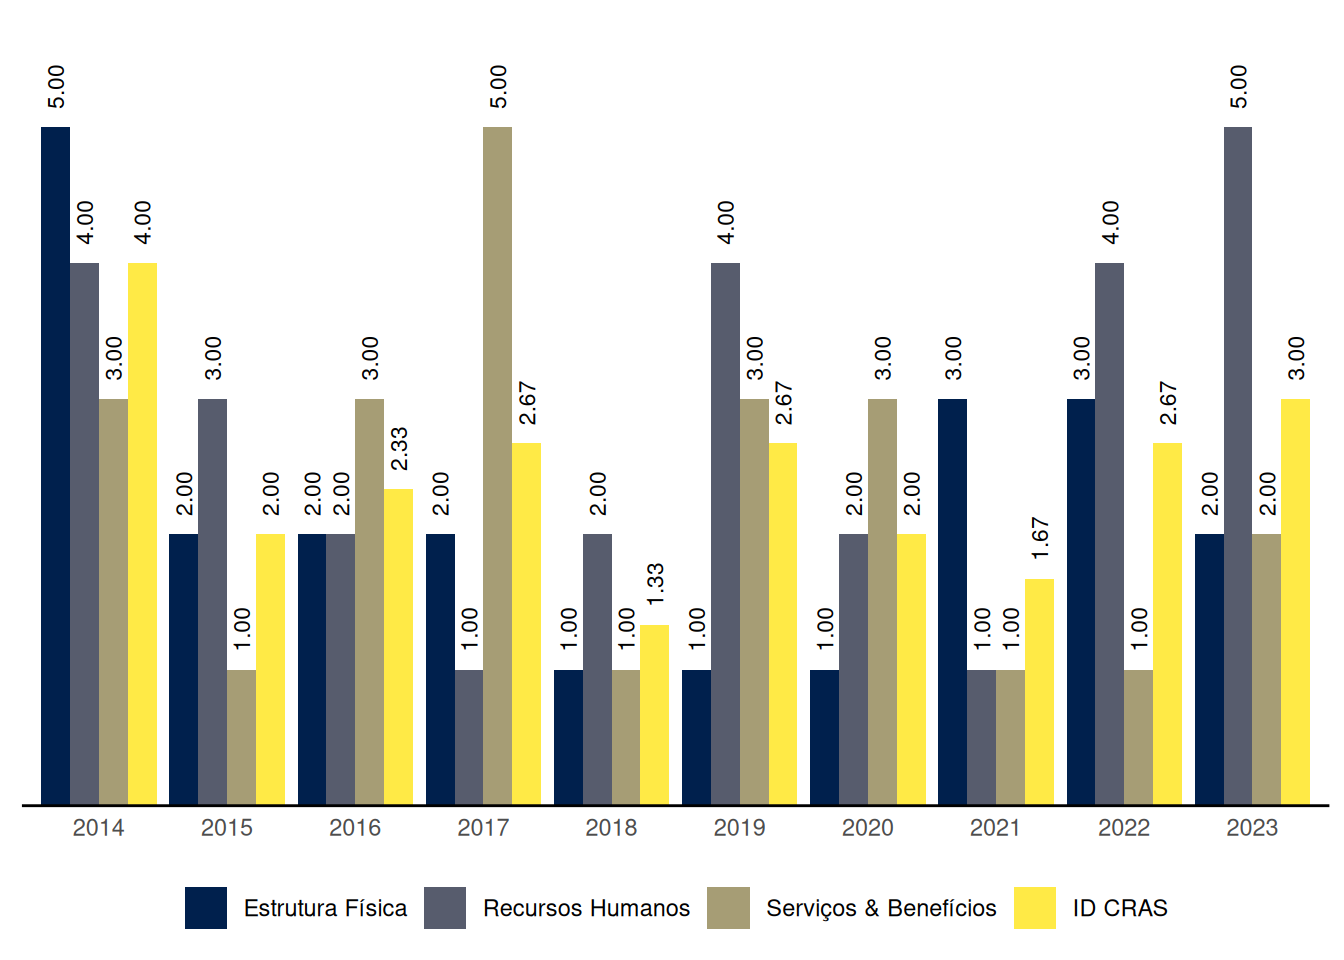 5.00 4.00 3.00 4.00
2.00 3.00 1.00 2.00
2.00 2.00 3.00 2.33
2.00 1.00 5.00 2.67
1.00 2.00 1.00 1.33
1.00 4.00 3.00 2.67
1.00 2.00 3.00 2.00
3.00 1.00 1.00 1.67
3.00 4.00 1.00 2.67
2.00 5.00 2.00 3.00
2014 2015 2016 2017 2018 2019 2020 2021 2022 2023
Estrutura Física Recursos Humanos Serviços & Benefícios ID CRAS